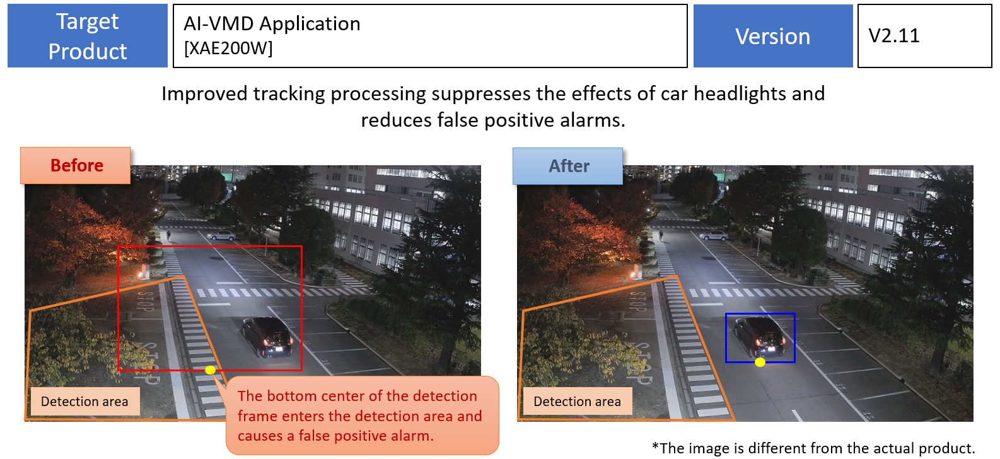 Target
Product
AI-VMD Application
[XAE200W]
Version
V2.11
Improved tracking processing suppresses the effects of car headlights and
reduces false positive alarms.
Before
After
STOP
STOP
Detection area
The bottom center of the detection
frame enters the detection area and
causes a false positive alarm.
STOP
STOP
Detection area
*The image is different from the actual product.